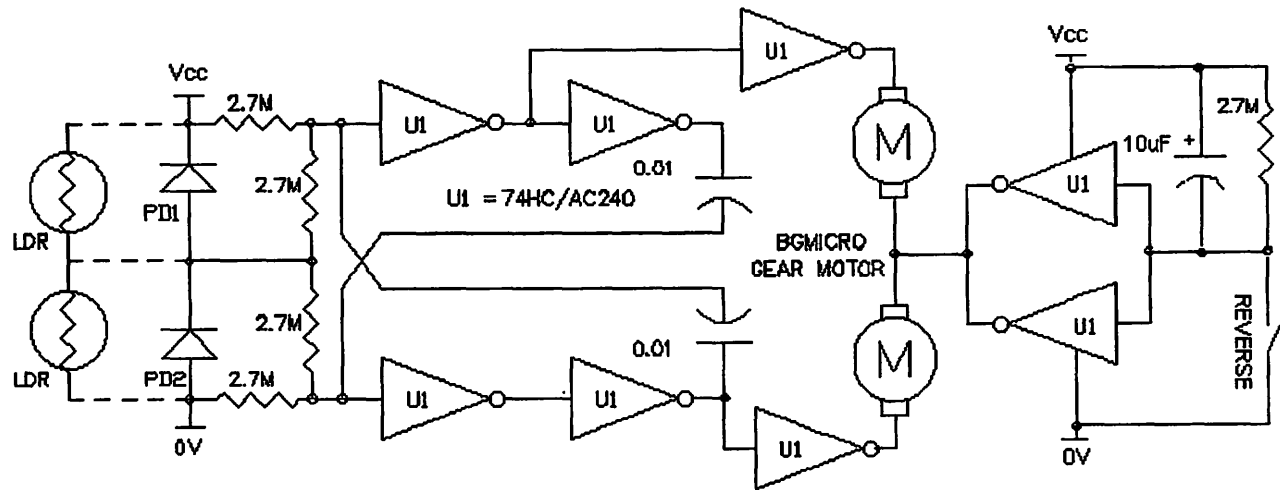 Vcc
2.7M
2.7M
LDR
PD1
2.7M
LDR
PD2
2.7M
0V
U1
U1
U1
0.01
U1 = 74HC/AC240
0.01
U1
U1
U1
M
BGMICRO
GEAR MOTOR
M
Vcc
10uF +
2.7M
U1
U1
REVERSE
0V